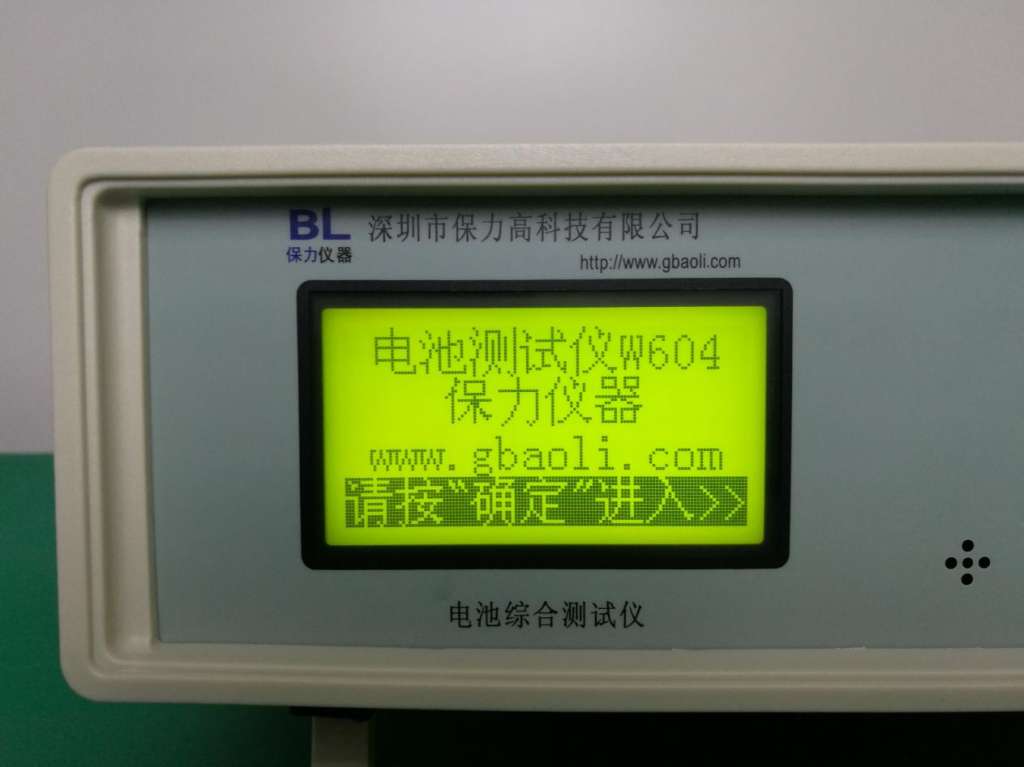 BL 深圳市保力高科技有限公司
保力仪器
http://www.gbaoli.com
电池测试仪W604
保力仪器
www.gbaoli.com
请按"确定"进入>>
电池综合测试仪